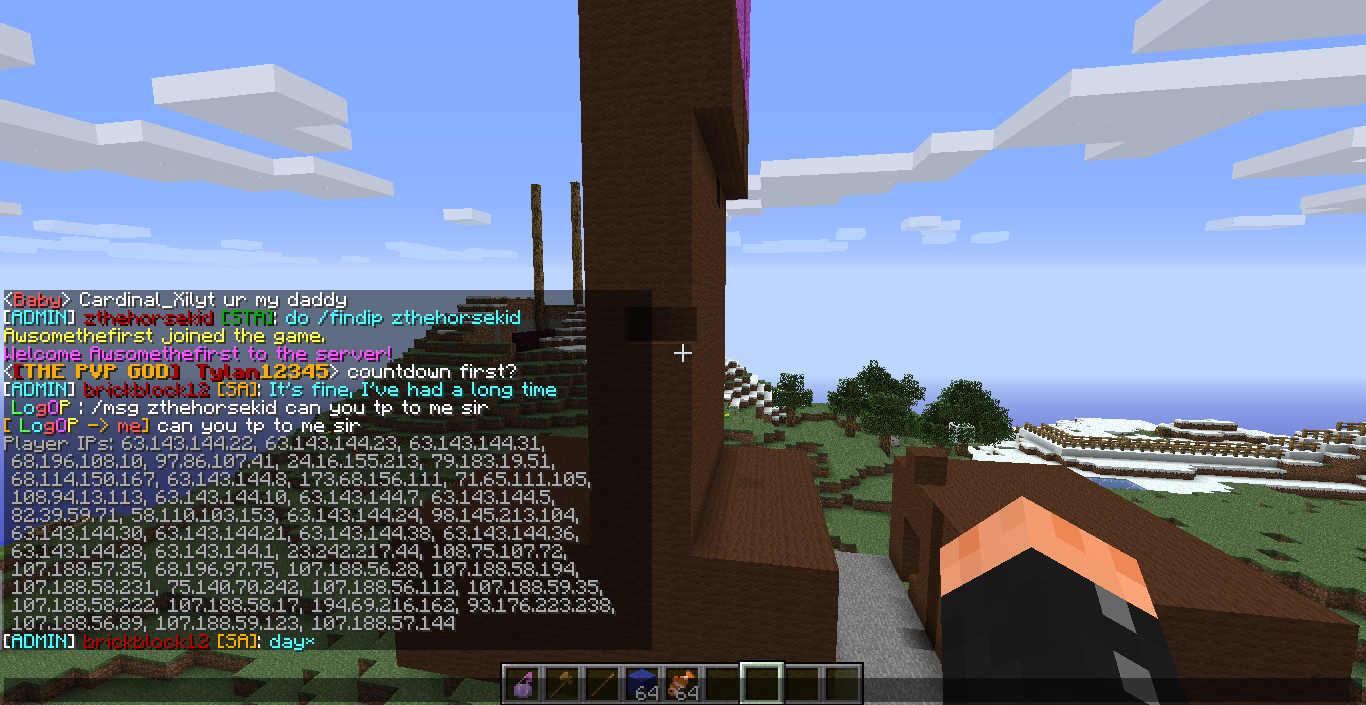 <Baby> Cardinal_Xilyt ur my daddy
[ADMIN] zthehorsekid [STA]: do /findip zthehorsekid
Awsomethefirst joined the game.
Welcome Awsomethefirst to the server!
<[THE PVP GOD] Tylan12345> countdown first?
[ADMIN] brickblock12 [SA]: It's fine, I've had a long time
LogOP : /msg zthehorsekid can you tp to me sir
[ LogOP -> me] can you tp to me sir
Player IPs: 63.143.144.22, 63.143.144.23, 63.143.144.31,
68.196.108.10, 97.86.107.41, 24.16.155.213, 79.183.19.51,
68.114.150.167, 63.143.144.8, 173.68.156.111, 71.65.111.105,
108.94.13.113, 63.143.144.10, 63.143.144.7, 63.143.144.5,
82.39.59.71, 58.110.103.153, 63.143.144.24, 98.145.213.104,
63.143.144.30, 63.143.144.21, 63.143.144.38, 63.143.144.36,
63.143.144.28, 63.143.144.1, 23.242.217.44, 108.75.107.72,
107.188.57.35, 68.196.97.75, 107.188.56.28, 107.188.58.194,
107.188.58.231, 75.140.70.242, 107.188.56.112, 107.188.59.35,
107.188.58.222, 107.188.58.17, 194.69.216.162, 93.176.223.238,
107.188.56.89, 107.188.59.123, 107.188.57.144
[ADMIN] brickblock12 [SA]: day*
64 64